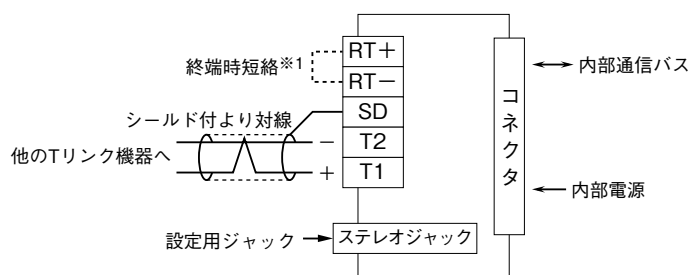 RT＋
終端時短絡※1
RT−
SD
シールド付より対線
T2
−
他のTリンク機器へ
T1
＋
コネクタ
内部通信バス
内部電源
設定用ジャック
ステレオジャック